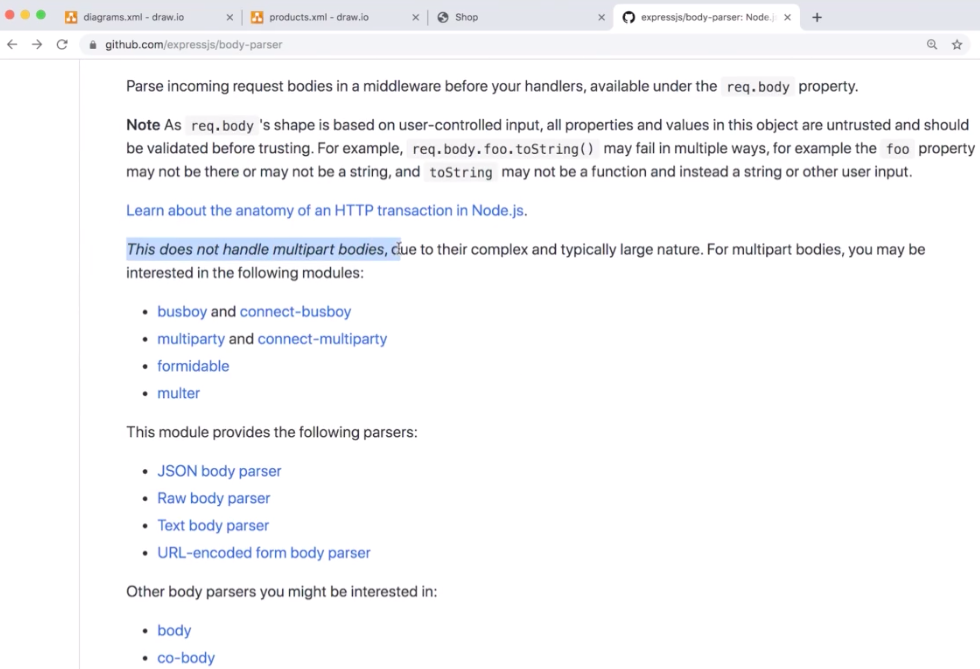 diagrams.xml - draw.io
products.xml - draw.io
Shop
expressjs/body-parser: Node.j
github.com/expressjs/body-parser
Parse incoming request bodies in a middleware before your handlers, available under the req.body property.
Note As req.body 's shape is based on user-controlled input, all properties and values in this object are untrusted and should
be validated before trusting. For example, req.body.foo.toString() may fail in multiple ways, for example the foo property
may not be there or may not be a string, and toString may not be a function and instead a string or other user input.
Learn about the anatomy of an HTTP transaction in Node.js.
This does not handle multipart bodies, due to their complex and typically large nature. For multipart bodies, you may be
interested in the following modules:
• busboy and connect-busboy
• multiparty and connect-multiparty
• formidable
• multer
This module provides the following parsers:
• JSON body parser
• Raw body parser
• Text body parser
• URL-encoded form body parser
Other body parsers you might be interested in:
• body
• co-body